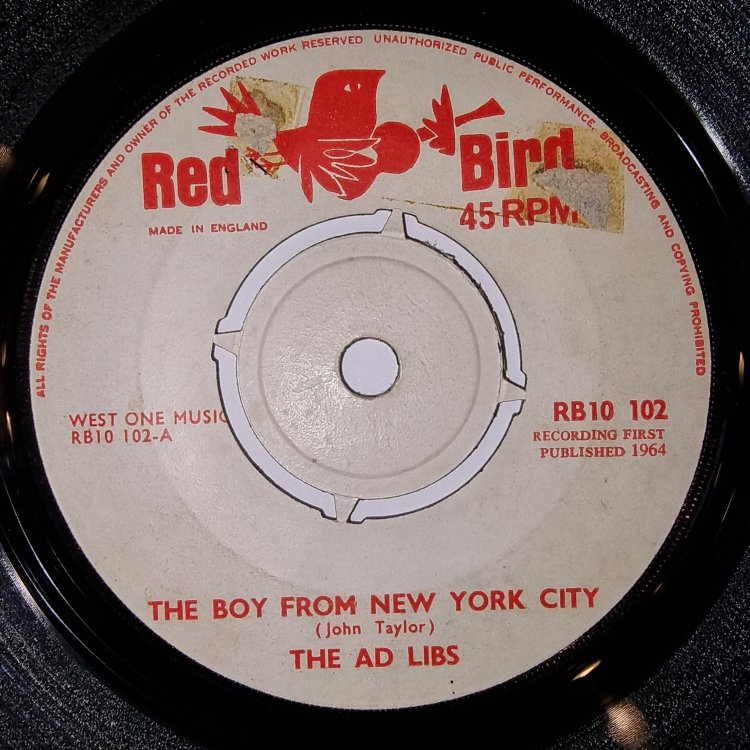 ALL RIGHTS OF THE MANUFACTURERS AND OWNER OF THE RECORDED WORK RESERVED UNAUTHORIZED PUBLIC PERFORMANCE, BROADCASTING AND COPYING PROHIBITED
Red Bird
MADE IN ENGLAND
45 RPM
WEST ONE MUSIC
RB10 102-A
RB10 102
RECORDING FIRST
PUBLISHED 1964
THE BOY FROM NEW YORK CITY
(John Taylor)
THE AD LIBS